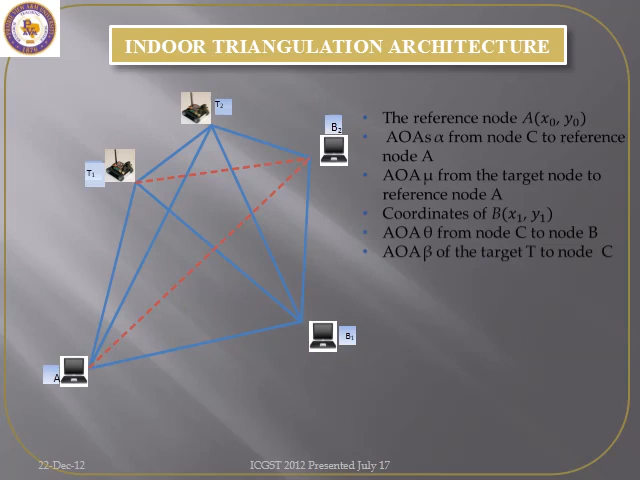 INDOOR TRIANGULATION ARCHITECTURE
T2
B2
T1
A
B1
• The reference node A(x₀, y₀)
• AOAs α from node C to reference
node A
• AOA μ from the target node to
reference node A
• Coordinates of B(x₁, y₁)
• AOA θ from node C to node B
• AOA β of the target T to node C
22-Dec-12
ICGST 2012 Presented July 17